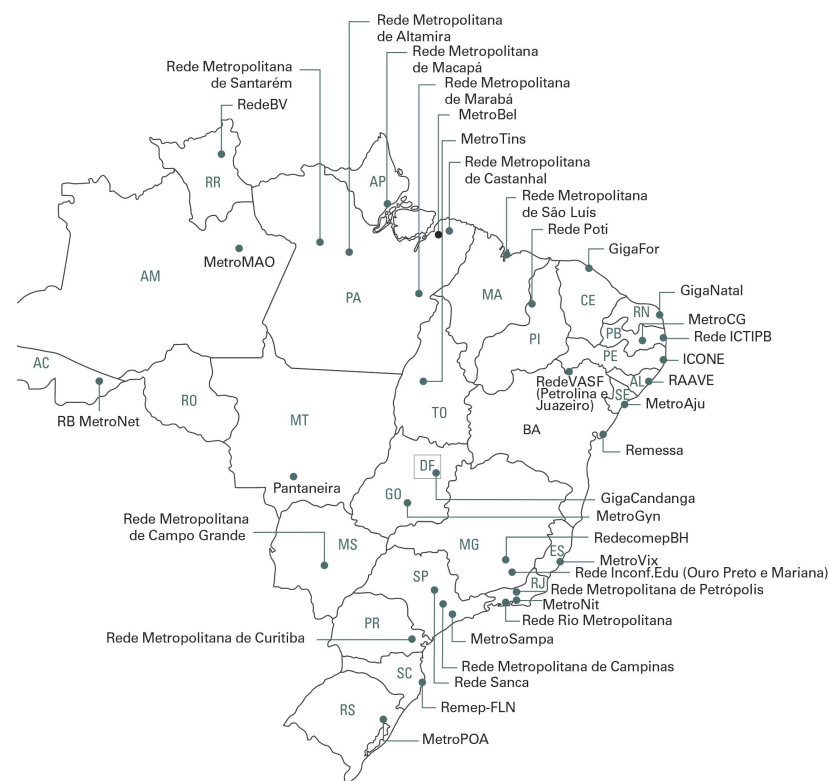 Rede Metropolitana
de Altamira
Rede Metropolitana
de Macapá
Rede Metropolitana
de Santarém
Rede Metropolitana
de Marabá
RedeBV
MetroBel
MetroTins
Rede Metropolitana
de Castanhal
RR
AP
Rede Metropolitana
de São Luís
Rede Poti
GigaFor
MetroMAO
AM
PA
MA
CE
GigaNatal
RN
MetroCG
PB
Rede ICTIPB
PI
PE
ICONE
AC
RedeVASF
(Petrolina e
Juazeiro)
AL
RAAVE
SE
MetroAju
RO
RB MetroNet
MT
TO
BA
Remessa
DF
Pantaneira
GO
GigaCandanga
MetroGyn
Rede Metropolitana
de Campo Grande
MS
MG
RedecomepBH
ES
MetroVix
Rede Inconf.Edu (Ouro Preto e Mariana)
SP
RJ
Rede Metropolitana de Petrópolis
MetroNit
Rede Rio Metropolitana
PR
Rede Metropolitana de Curitiba
MetroSampa
Rede Metropolitana de Campinas
SC
Rede Sanca
Remep-FLN
RS
MetroPOA